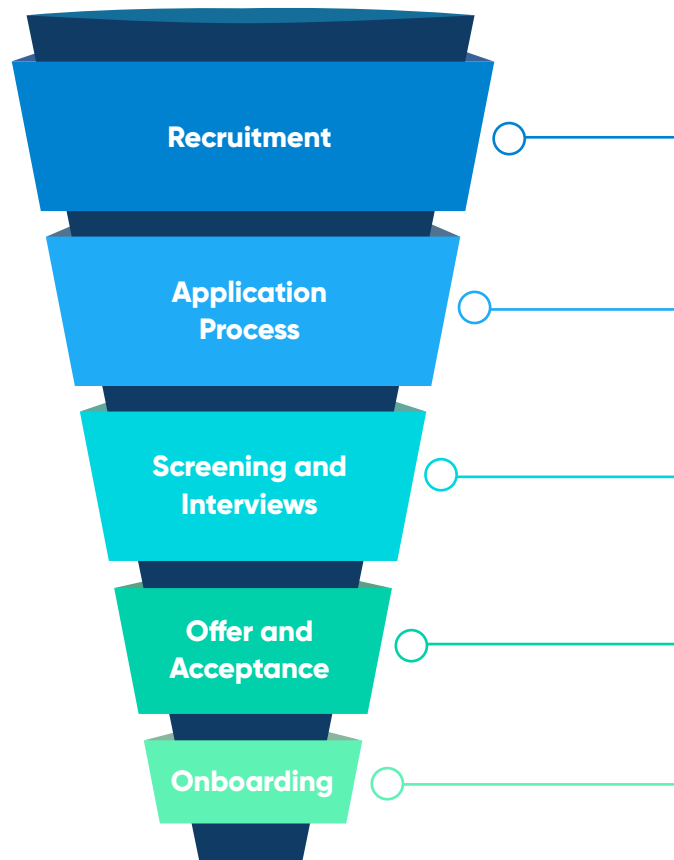 Recruitment
Application
Process
Screening and
Interviews
Offer and
Acceptance
Onboarding